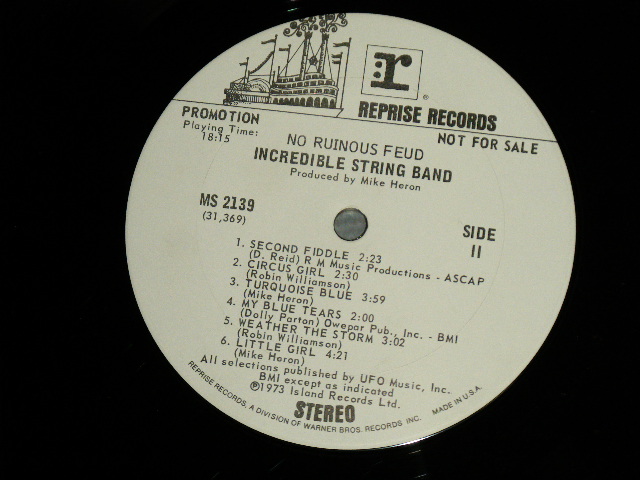 r
®
REPRISE RECORDS
PROMOTION
NOT FOR SALE
Playing Time:
18:15
NO RUINOUS FEUD
INCREDIBLE STRING BAND
Produced by Mike Heron
MS 2139
(31,369)
SIDE
II
1. SECOND FIDDLE 2:23
(D. Reid) R M Music Productions - ASCAP
2. CIRCUS GIRL 2:30
(Robin Williamson)
3. TURQUOISE BLUE 3:59
(Mike Heron)
4. MY BLUE TEARS 2:00
(Dolly Parton) Owepar Pub., Inc. - BMI
5. WEATHER THE STORM 3:02
(Robin Williamson)
6. LITTLE GIRL 4:21
(Mike Heron)
All selections published by UFO Music, Inc.
BMI except as indicated
℗1973 Island Records Ltd.
STEREO
REPRISE RECORDS, A DIVISION OF WARNER BROS. RECORDS INC. MADE IN U.S.A.